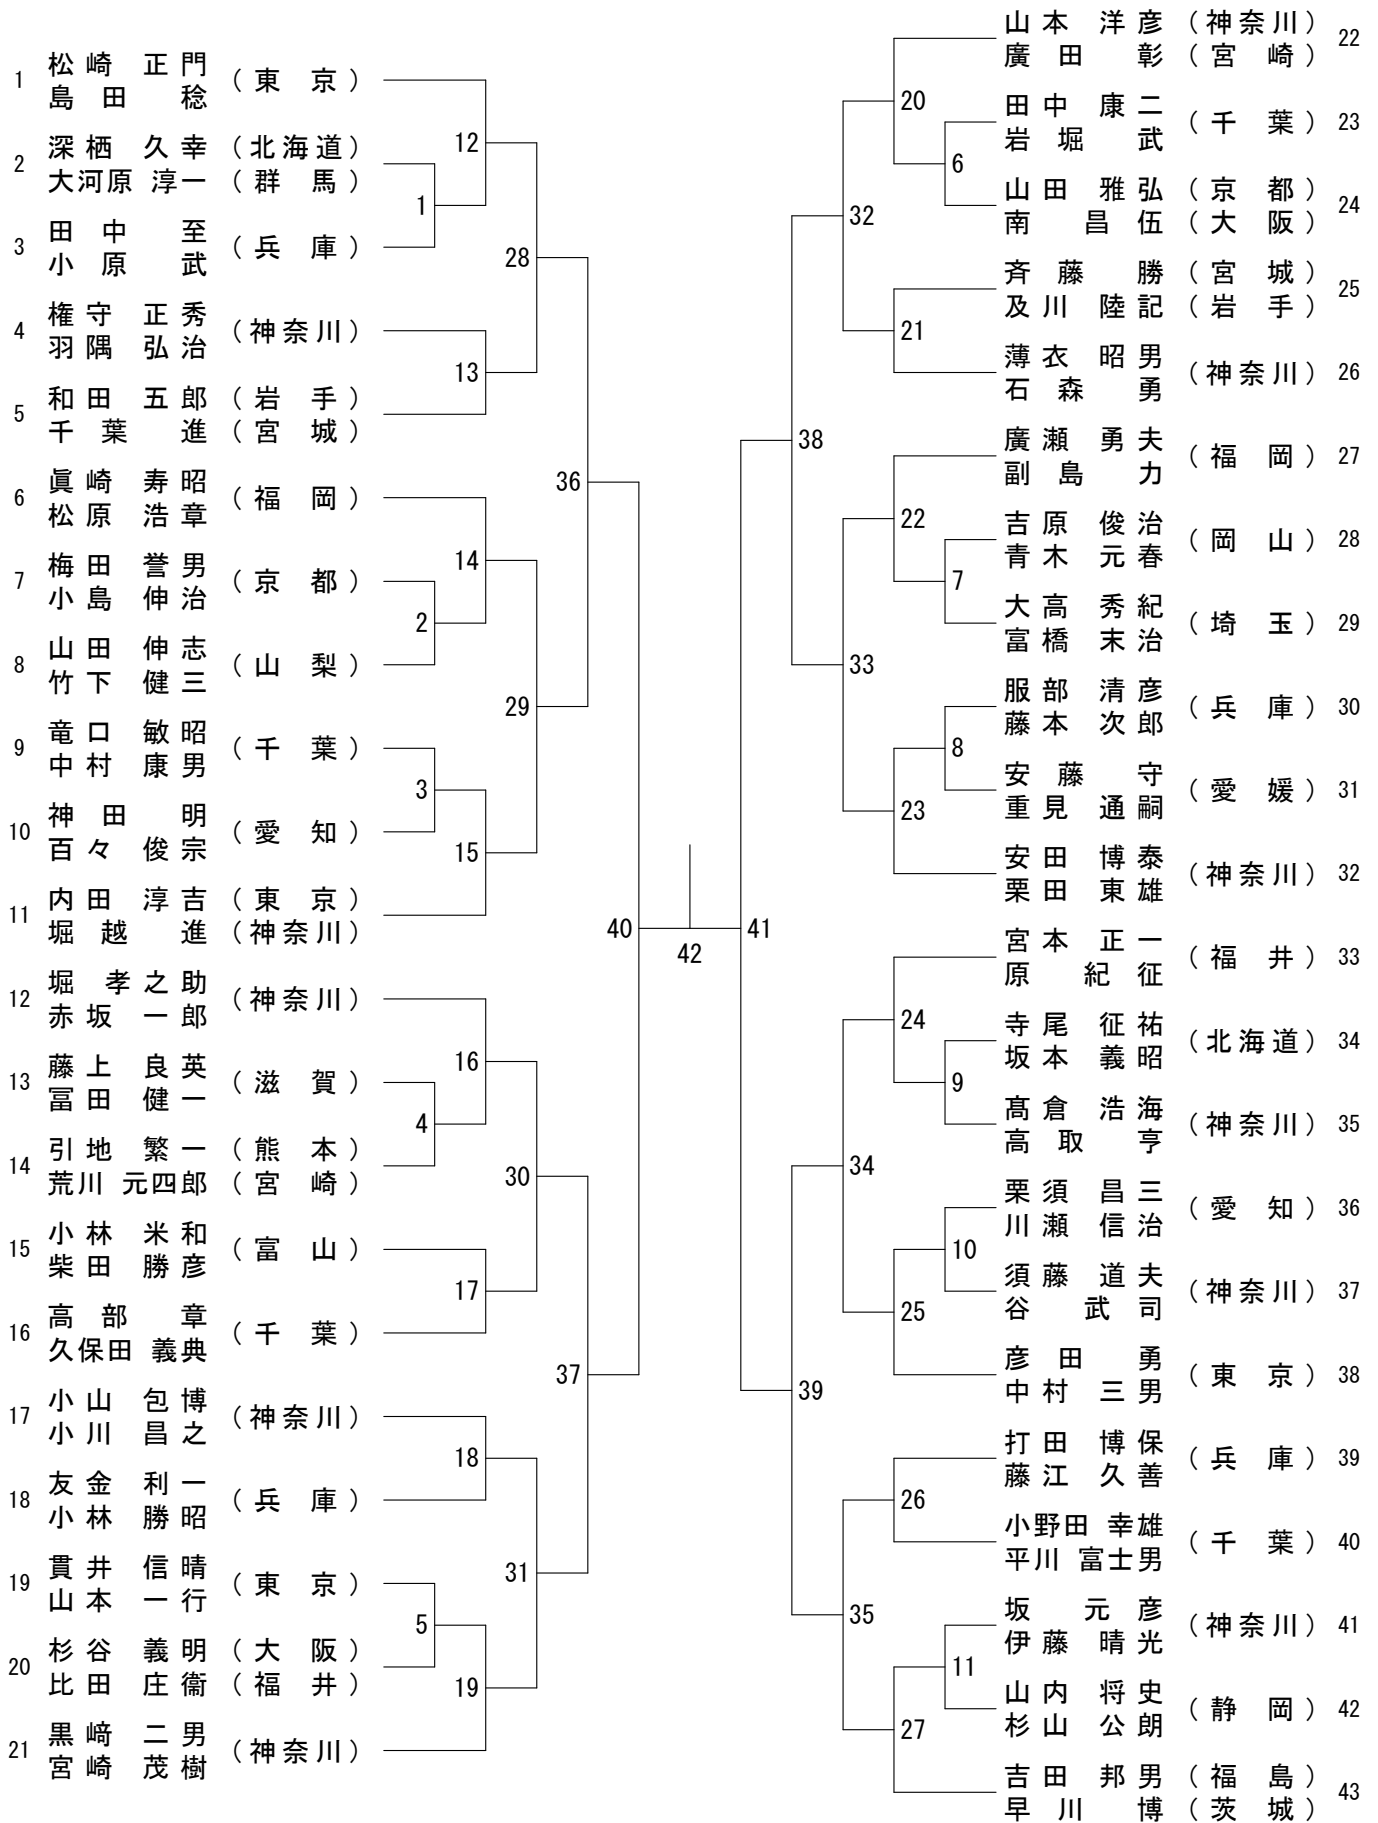 1 松崎 正門 (東京)
島田 稔
2 深栖 久幸 (北海道)
大河原 淳一 (群馬)
3 田中 至 (兵庫)
小原 武
4 権守 正秀 (神奈川)
羽隅 弘治
5 和田 五郎 (岩手)
千葉 進 (宮城)
6 眞崎 寿昭 (福岡)
松原 浩章
7 梅田 誉男 (京都)
小島 伸治
8 山田 伸志 (山梨)
竹下 健三
9 竜口 敏昭 (千葉)
中村 康男
10 神田 明 (愛知)
百々 俊宗
11 内田 淳吉 (東京)
堀越 進 (神奈川)
12 堀 孝之助 (神奈川)
赤坂 一郎
13 藤上 良英 (滋賀)
冨田 健一
14 引地 繁一 (熊本)
荒川 元四郎 (宮崎)
15 小林 米和 (富山)
柴田 勝彦
16 高部 章 (千葉)
久保田 義典
17 小山 包博 (神奈川)
小川 昌之
18 友金 利一 (兵庫)
小林 勝昭
19 貫井 信晴 (東京)
山本 一行
20 杉谷 義明 (大阪)
比田 庄衞 (福井)
21 黒﨑 二男 (神奈川)
宮崎 茂樹
12
1
28
13
36
14
2
29
3
15
40
16
4
30
17
37
18
31
5
19
42
41
20
6
32
21
38
22
7
33
8
23
24
9
34
10
25
39
26
35
11
27
山本 洋彦 (神奈川) 22
廣田 彰 (宮崎)
田中 康二 (千葉) 23
岩堀 武
山田 雅弘 (京都) 24
南 昌伍 (大阪)
斉藤 勝 (宮城) 25
及川 陸記 (岩手)
薄衣 昭男 (神奈川) 26
石森 勇
廣瀬 勇夫 (福岡) 27
副島 力
吉原 俊治 (岡山) 28
青木 元春
大高 秀紀 (埼玉) 29
富橋 末治
服部 清彦 (兵庫) 30
藤本 次郎
安藤 守 (愛媛) 31
重見 通嗣
安田 博泰 (神奈川) 32
栗田 東雄
宮本 正一 (福井) 33
原 紀征
寺尾 征祐 (北海道) 34
坂本 義昭
髙倉 浩海 (神奈川) 35
高取 亨
栗須 昌三 (愛知) 36
川瀬 信治
須藤 道夫 (神奈川) 37
谷 武司
彦田 勇 (東京) 38
中村 三男
打田 博保 (兵庫) 39
藤江 久善
小野田 幸雄 (千葉) 40
平川 富士男
坂 元彦 (神奈川) 41
伊藤 晴光
山内 将史 (静岡) 42
杉山 公朗
吉田 邦男 (福島) 43
早川 博 (茨城)